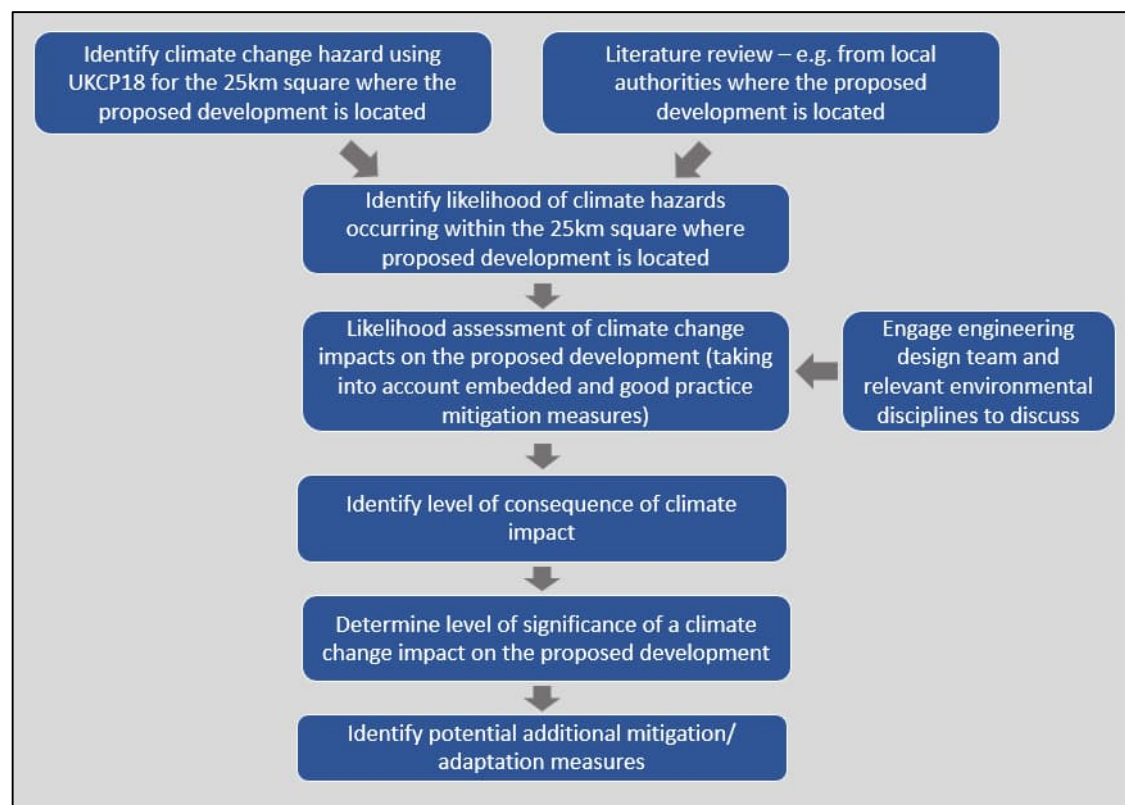 Identify climate change hazard using
UKCP18 for the 25km square where the
proposed development is located
Literature review – e.g. from local
authorities where the proposed
development is located
Identify likelihood of climate hazards
occurring within the 25km square where
proposed development is located
Likelihood assessment of climate change
impacts on the proposed development (taking
into account embedded and good practice
mitigation measures)
Engage engineering
design team and
relevant environmental
disciplines to discuss
Identify level of consequence of climate
impact
Determine level of significance of a climate
change impact on the proposed development
Identify potential additional mitigation/
adaptation measures